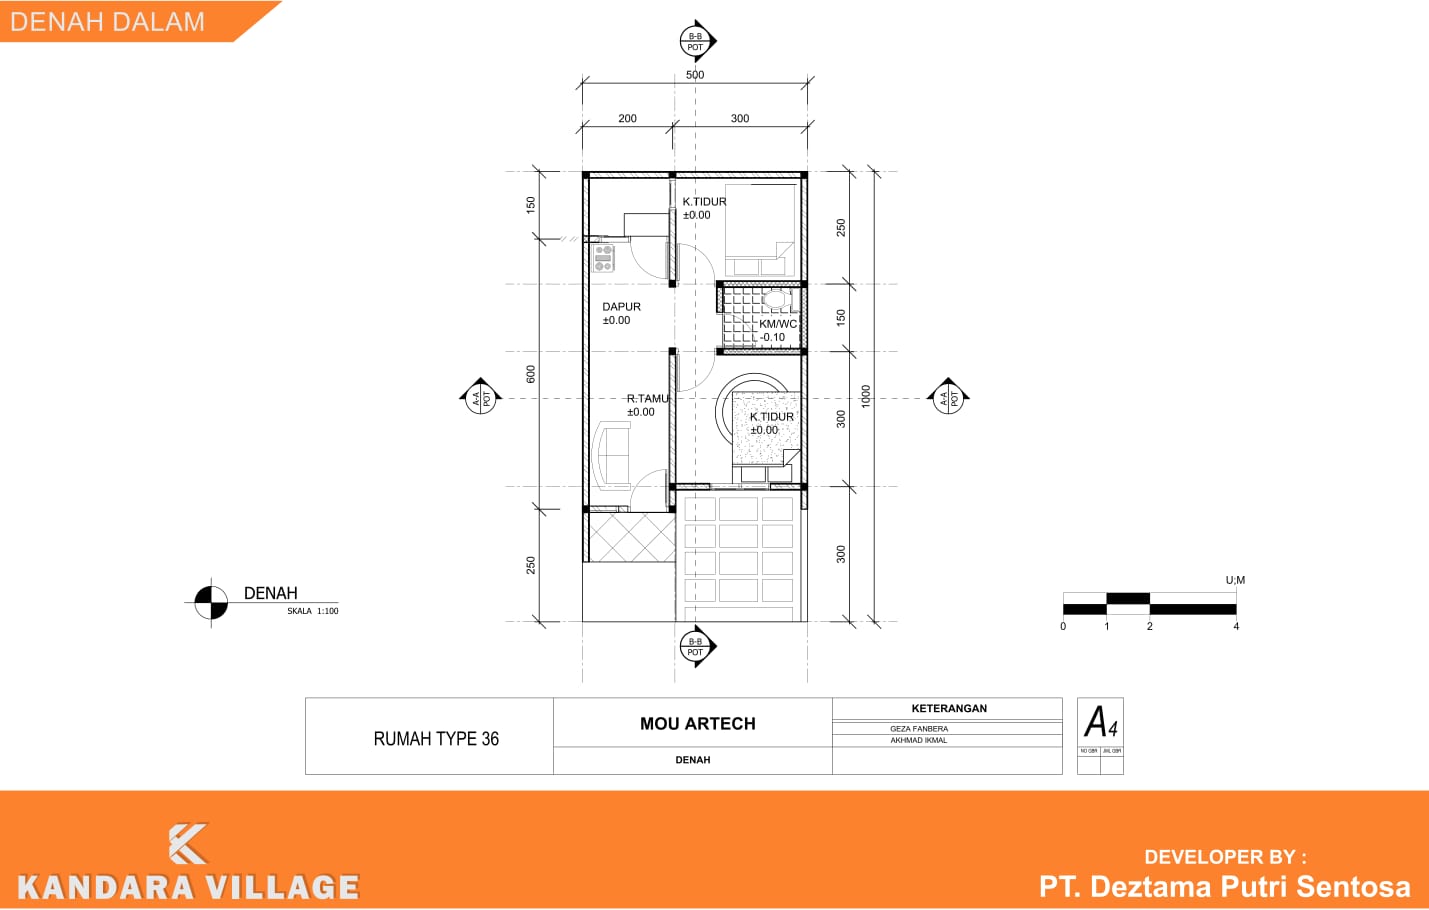 DENAH DALAM
B-B
POT
500
200
300
150
600
250
K.TIDUR
±0.00
DAPUR
±0.00
KM/WC
-0.10
R.TAMU
±0.00
K.TIDUR
±0.00
250
150
300
300
1000
A-A
POT
A-A
POT
B-B
POT
DENAH
SKALA 1:100
U;M
0 1 2 4
RUMAH TYPE 36
MOU ARTECH
DENAH
KETERANGAN
GEZA FANBERA
AKHMAD IKMAL
A4
NO GBR JML GBR
KANDARA VILLAGE
DEVELOPER BY :
PT. Deztama Putri Sentosa